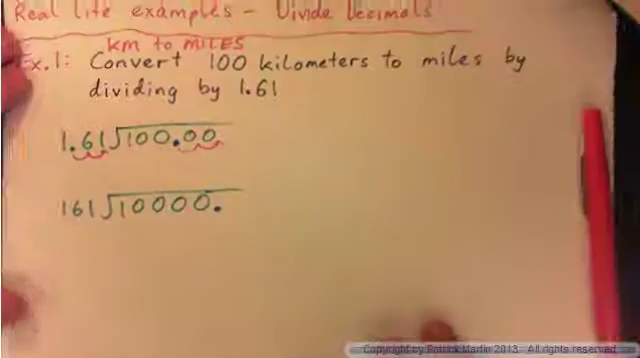 Real life examples - Divide Decimals
km to MILES
Ex.1: Convert 100 kilometers to miles by
dividing by 1.61
1.61⟌100.00
161⟌10000.
Copyright by Patrick Martin 2013. All rights reserved